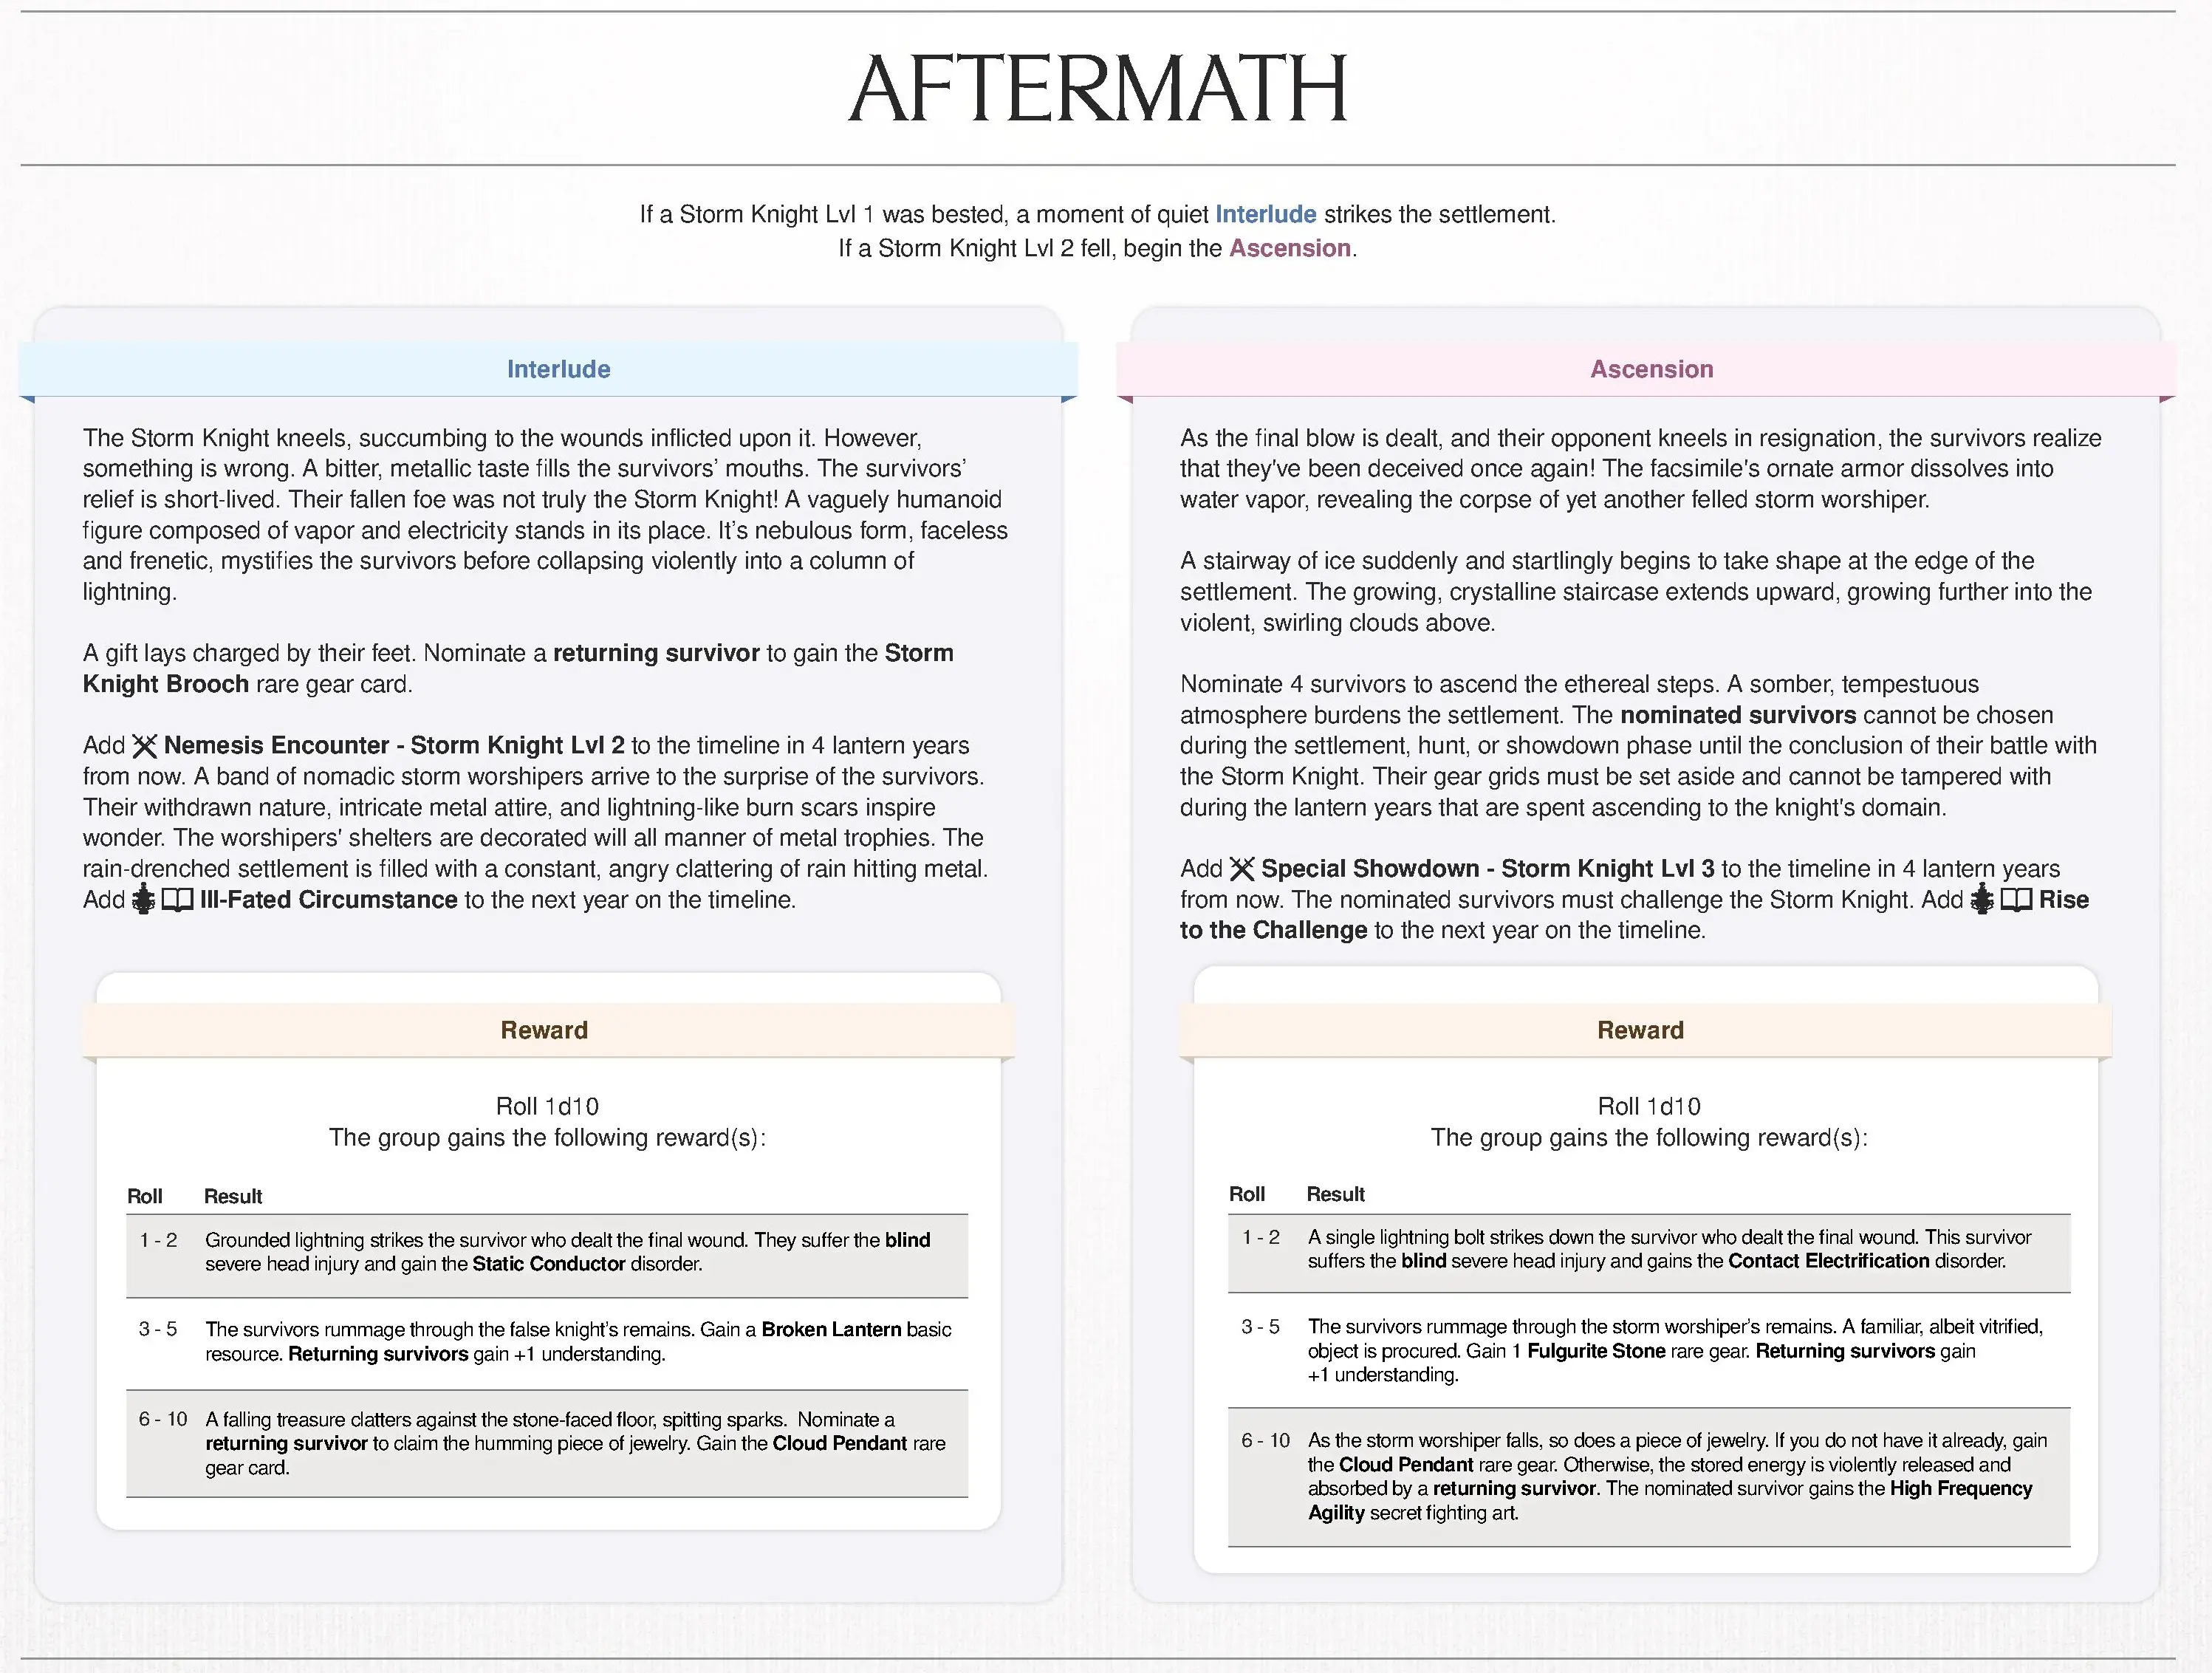 AFTERMATH
If a Storm Knight Lvl 1 was bested, a moment of quiet Interlude strikes the settlement.
If a Storm Knight Lvl 2 fell, begin the Ascension.
Interlude
The Storm Knight kneels, succumbing to the wounds inflicted upon it. However,
something is wrong. A bitter, metallic taste fills the survivors’ mouths. The survivors’
relief is short-lived. Their fallen foe was not truly the Storm Knight! A vaguely humanoid
figure composed of vapor and electricity stands in its place. It’s nebulous form, faceless
and frenetic, mystifies the survivors before collapsing violently into a column of
lightning.
A gift lays charged by their feet. Nominate a returning survivor to gain the Storm
Knight Brooch rare gear card.
Add Nemesis Encounter - Storm Knight Lvl 2 to the timeline in 4 lantern years
from now. A band of nomadic storm worshipers arrive to the surprise of the survivors.
Their withdrawn nature, intricate metal attire, and lightning-like burn scars inspire
wonder. The worshipers' shelters are decorated will all manner of metal trophies. The
rain-drenched settlement is filled with a constant, angry clattering of rain hitting metal.
Add Ill-Fated Circumstance to the next year on the timeline.
Reward
Roll 1d10
The group gains the following reward(s):
Roll Result
1 - 2 Grounded lightning strikes the survivor who dealt the final wound. They suffer the blind
severe head injury and gain the Static Conductor disorder.
3 - 5 The survivors rummage through the false knight’s remains. Gain a Broken Lantern basic
resource. Returning survivors gain +1 understanding.
6 - 10 A falling treasure clatters against the stone-faced floor, spitting sparks. Nominate a
returning survivor to claim the humming piece of jewelry. Gain the Cloud Pendant rare
gear card.
Ascension
As the final blow is dealt, and their opponent kneels in resignation, the survivors realize
that they've been deceived once again! The facsimile's ornate armor dissolves into
water vapor, revealing the corpse of yet another felled storm worshiper.
A stairway of ice suddenly and startlingly begins to take shape at the edge of the
settlement. The growing, crystalline staircase extends upward, growing further into the
violent, swirling clouds above.
Nominate 4 survivors to ascend the ethereal steps. A somber, tempestuous
atmosphere burdens the settlement. The nominated survivors cannot be chosen
during the settlement, hunt, or showdown phase until the conclusion of their battle with
the Storm Knight. Their gear grids must be set aside and cannot be tampered with
during the lantern years that are spent ascending to the knight's domain.
Add Special Showdown - Storm Knight Lvl 3 to the timeline in 4 lantern years
from now. The nominated survivors must challenge the Storm Knight. Add Rise
to the Challenge to the next year on the timeline.
Reward
Roll 1d10
The group gains the following reward(s):
Roll Result
1 - 2 A single lightning bolt strikes down the survivor who dealt the final wound. This survivor
suffers the blind severe head injury and gains the Contact Electrification disorder.
3 - 5 The survivors rummage through the storm worshiper’s remains. A familiar, albeit vitrified,
object is procured. Gain 1 Fulgurite Stone rare gear. Returning survivors gain
+1 understanding.
6 - 10 As the storm worshiper falls, so does a piece of jewelry. If you do not have it already, gain
the Cloud Pendant rare gear. Otherwise, the stored energy is violently released and
absorbed by a returning survivor. The nominated survivor gains the High Frequency
Agility secret fighting art.